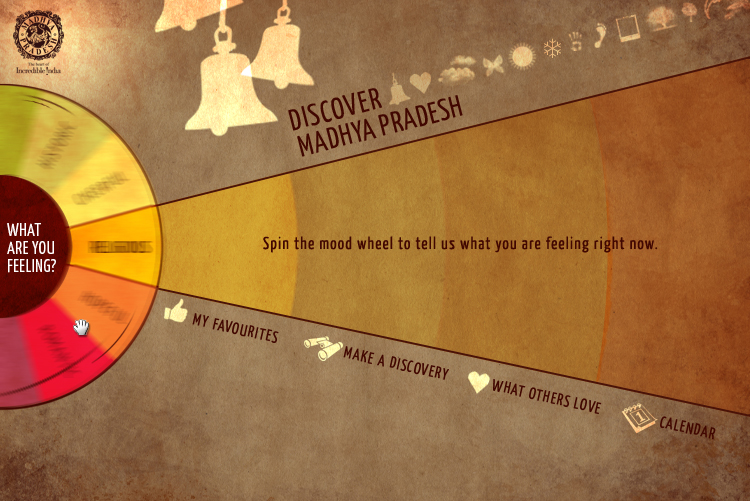 MADHYA
PRADESH
The heart of
Incredible India
DISCOVER
MADHYA PRADESH
WHAT
ARE YOU
FEELING?
Spin the mood wheel to tell us what you are feeling right now.
MY FAVOURITES
MAKE A DISCOVERY
WHAT OTHERS LOVE
1
CALENDAR